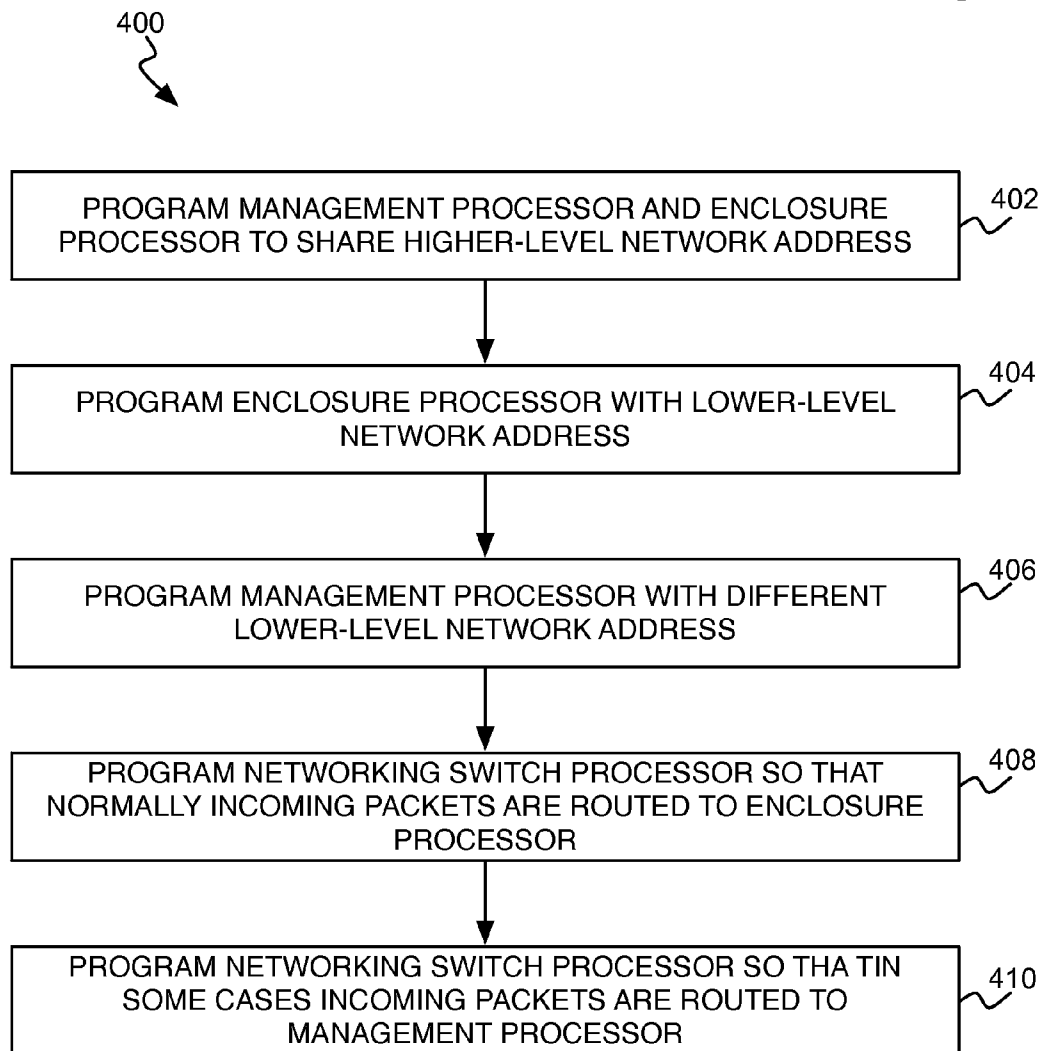 400
PROGRAM MANAGEMENT PROCESSOR AND ENCLOSURE
PROCESSOR TO SHARE HIGHER-LEVEL NETWORK ADDRESS
402
PROGRAM ENCLOSURE PROCESSOR WITH LOWER-LEVEL
NETWORK ADDRESS
404
PROGRAM MANAGEMENT PROCESSOR WITH DIFFERENT
LOWER-LEVEL NETWORK ADDRESS
406
PROGRAM NETWORKING SWITCH PROCESSOR SO THAT
NORMALLY INCOMING PACKETS ARE ROUTED TO ENCLOSURE
PROCESSOR
408
PROGRAM NETWORKING SWITCH PROCESSOR SO THA TIN
SOME CASES INCOMING PACKETS ARE ROUTED TO
MANAGEMENT PROCESSOR
410